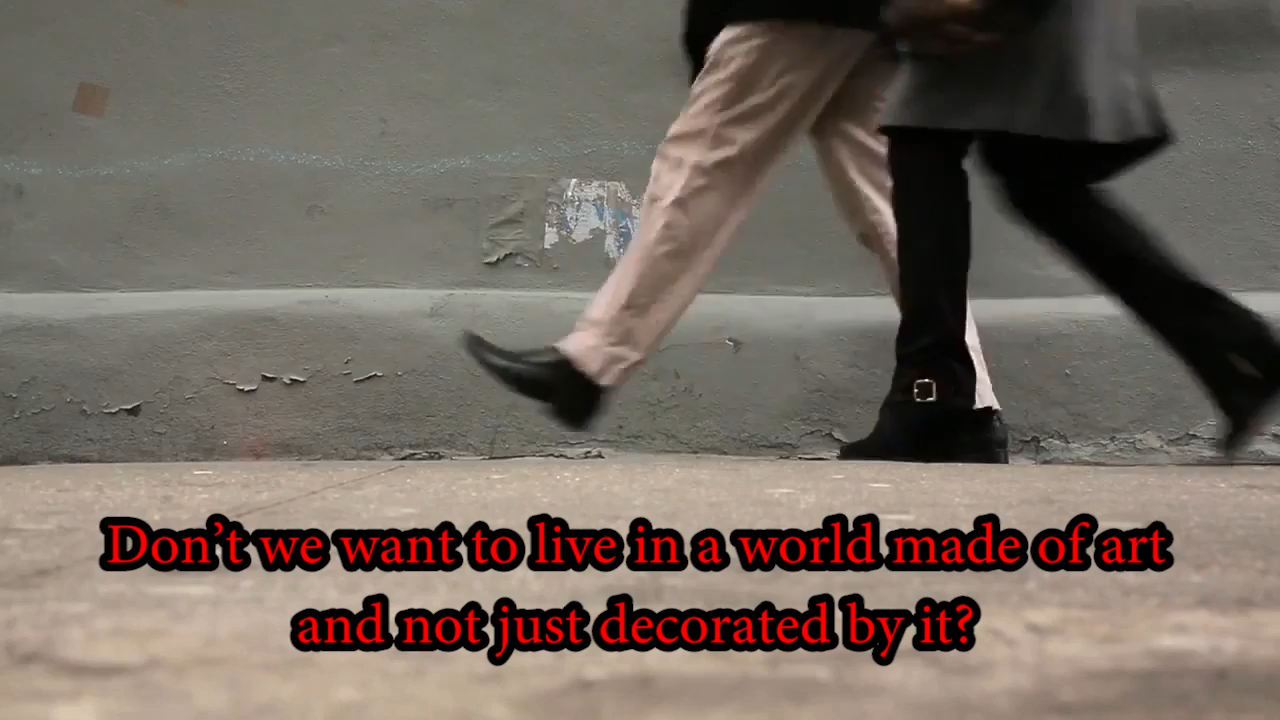 Don’t we want to live in a world made of art
and not just decorated by it?